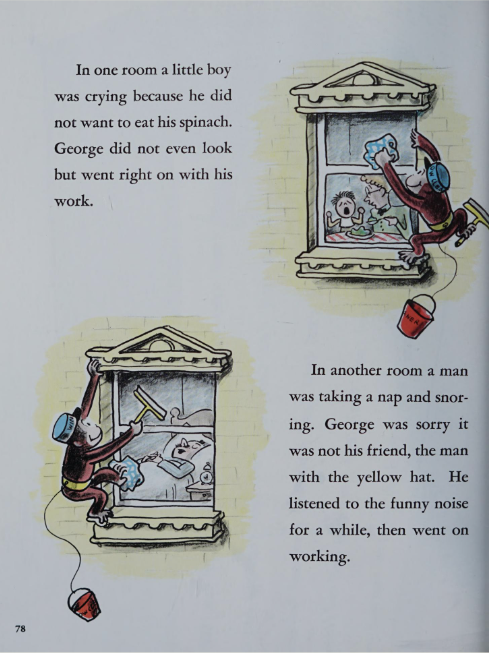 In one room a little boy
was crying because he did
not want to eat his spinach.
George did not even look
but went right on with his
work.
In another room a man
was taking a nap and snor-
ing. George was sorry it
was not his friend, the man
with the yellow hat. He
listened to the funny noise
for a while, then went on
working.
78